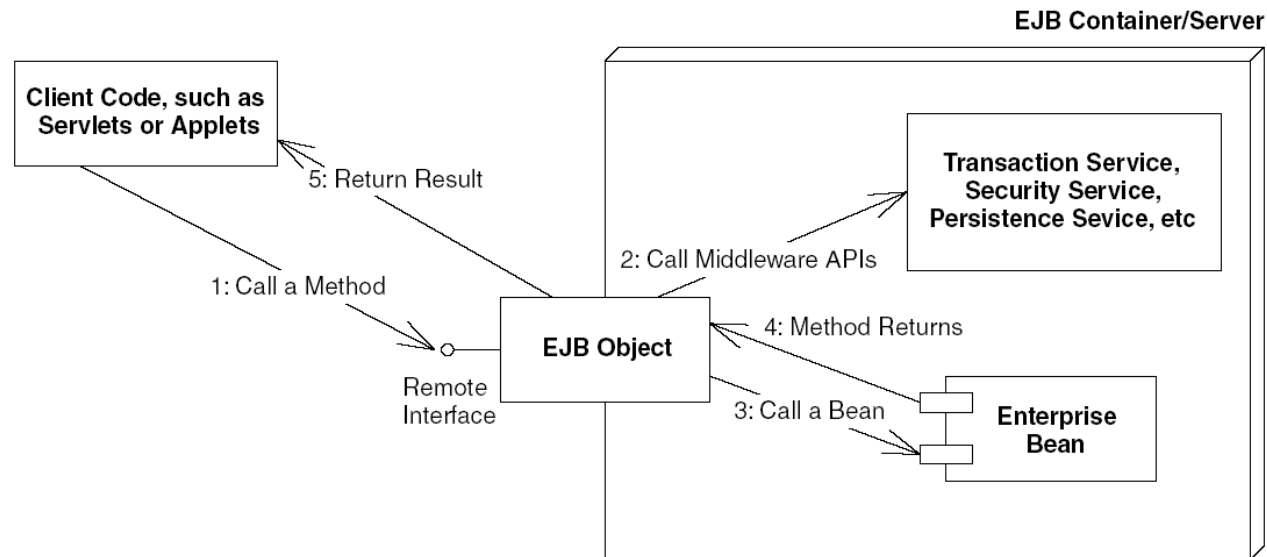 EJB Container/Server
Client Code, such as
Servlets or Applets
5: Return Result
Transaction Service,
Security Service,
Persistence Sevice, etc
1: Call a Method
2: Call Middleware APIs
EJB Object
4: Method Returns
Remote
Interface
3: Call a Bean
Enterprise
Bean